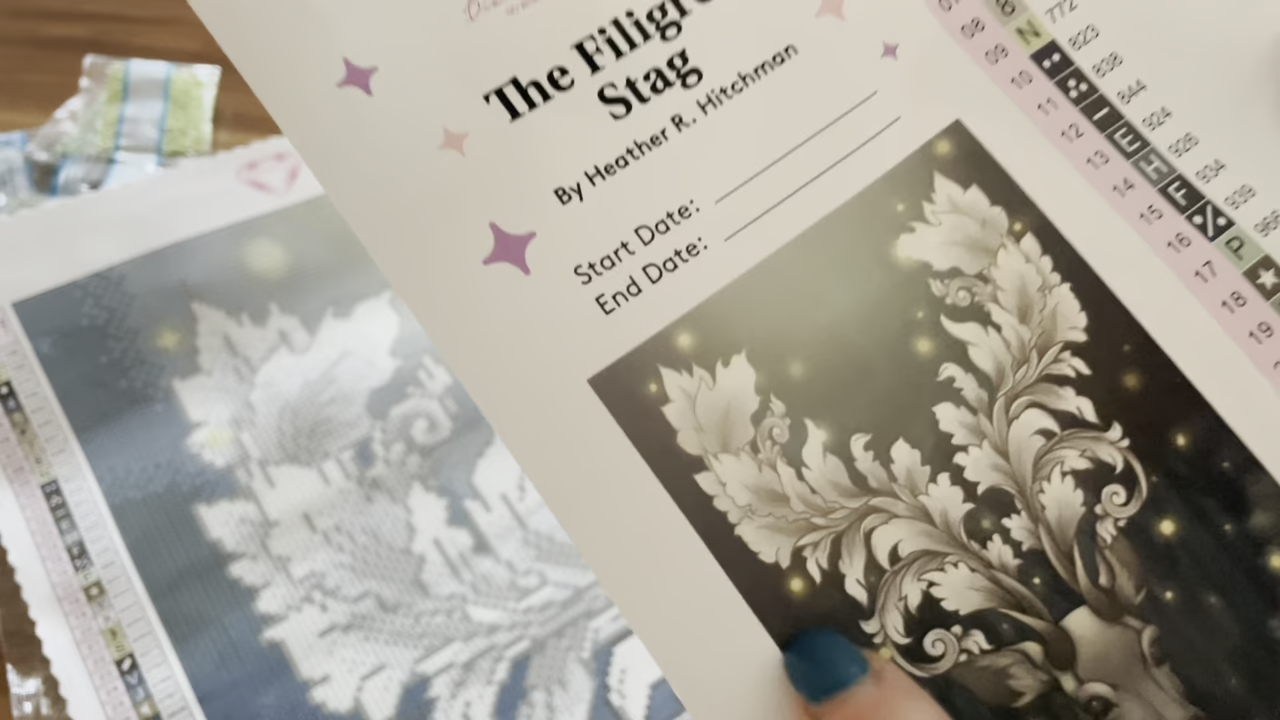 The Filigr
Stag
By Heather R. Hitchman
Start Date:
End Date:
08
09
10
11
12
13
14
15
16
17
18
19
N 772
823
838
844
I 924
E 926
H 934
F 939
%
P